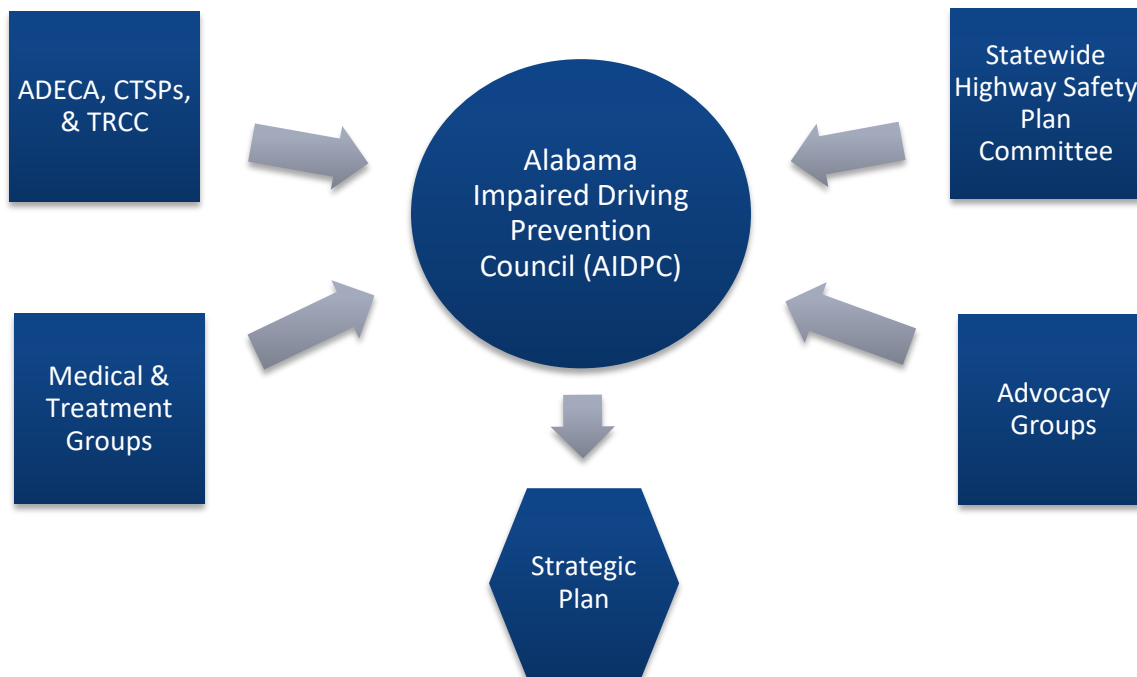 ADECA, CTSPs,
& TRCC
Statewide
Highway Safety
Plan
Committee
Alabama
Impaired Driving
Prevention
Council (AIDPC)
Medical &
Treatment
Groups
Advocacy
Groups
Strategic
Plan